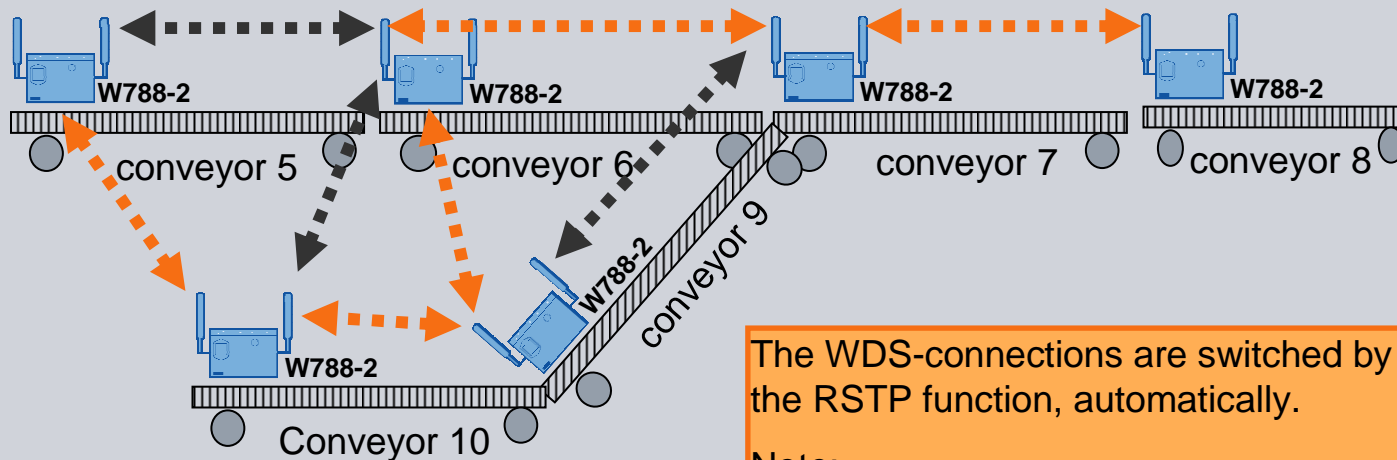 W788-2
W788-2
W788-2
W788-2
conveyor 5
conveyor 6
conveyor 7
conveyor 8
W788-2
conveyor 9
W788-2
Conveyor 10
The WDS-connections are switched by
the RSTP function, automatically.